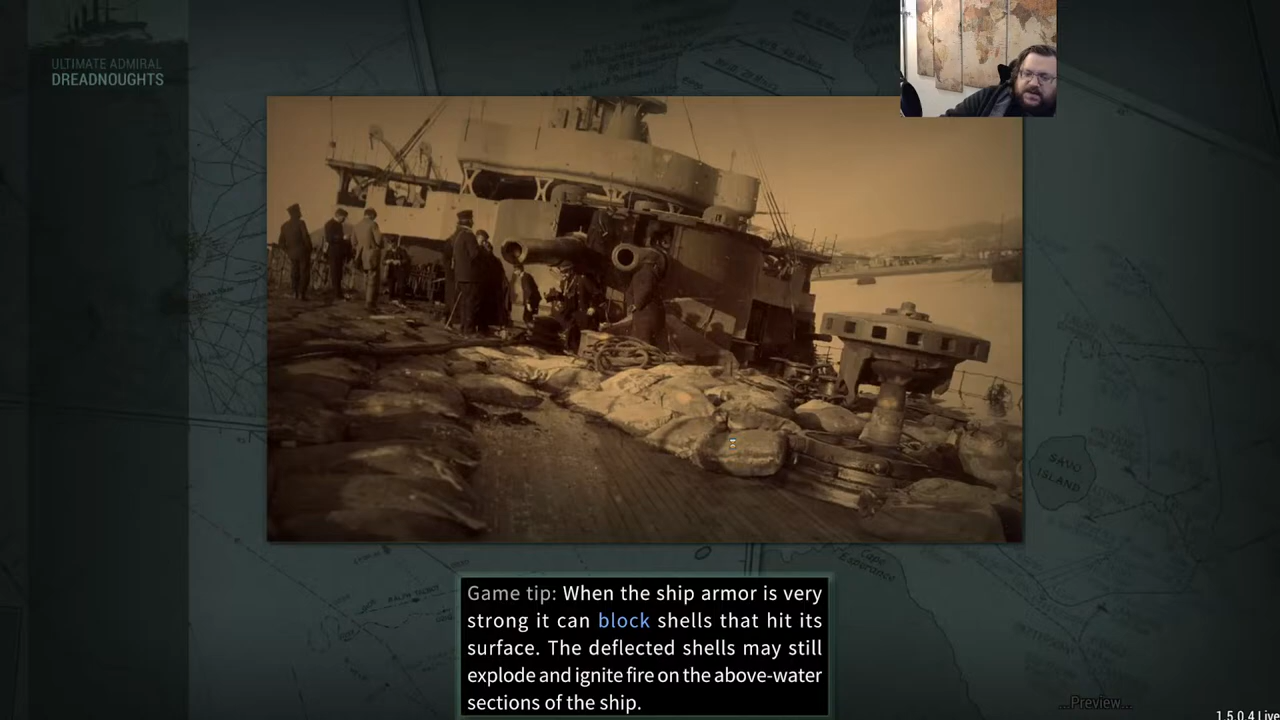 ULTIMATE ADMIRAL
DREADNOUGHTS
SAVO
ISLAND
Cape
Esperance
Game tip: When the ship armor is very
strong it can block shells that hit its
surface. The deflected shells may still
explode and ignite fire on the above-water
sections of the ship.
...Preview...
1.5.0.4 Live